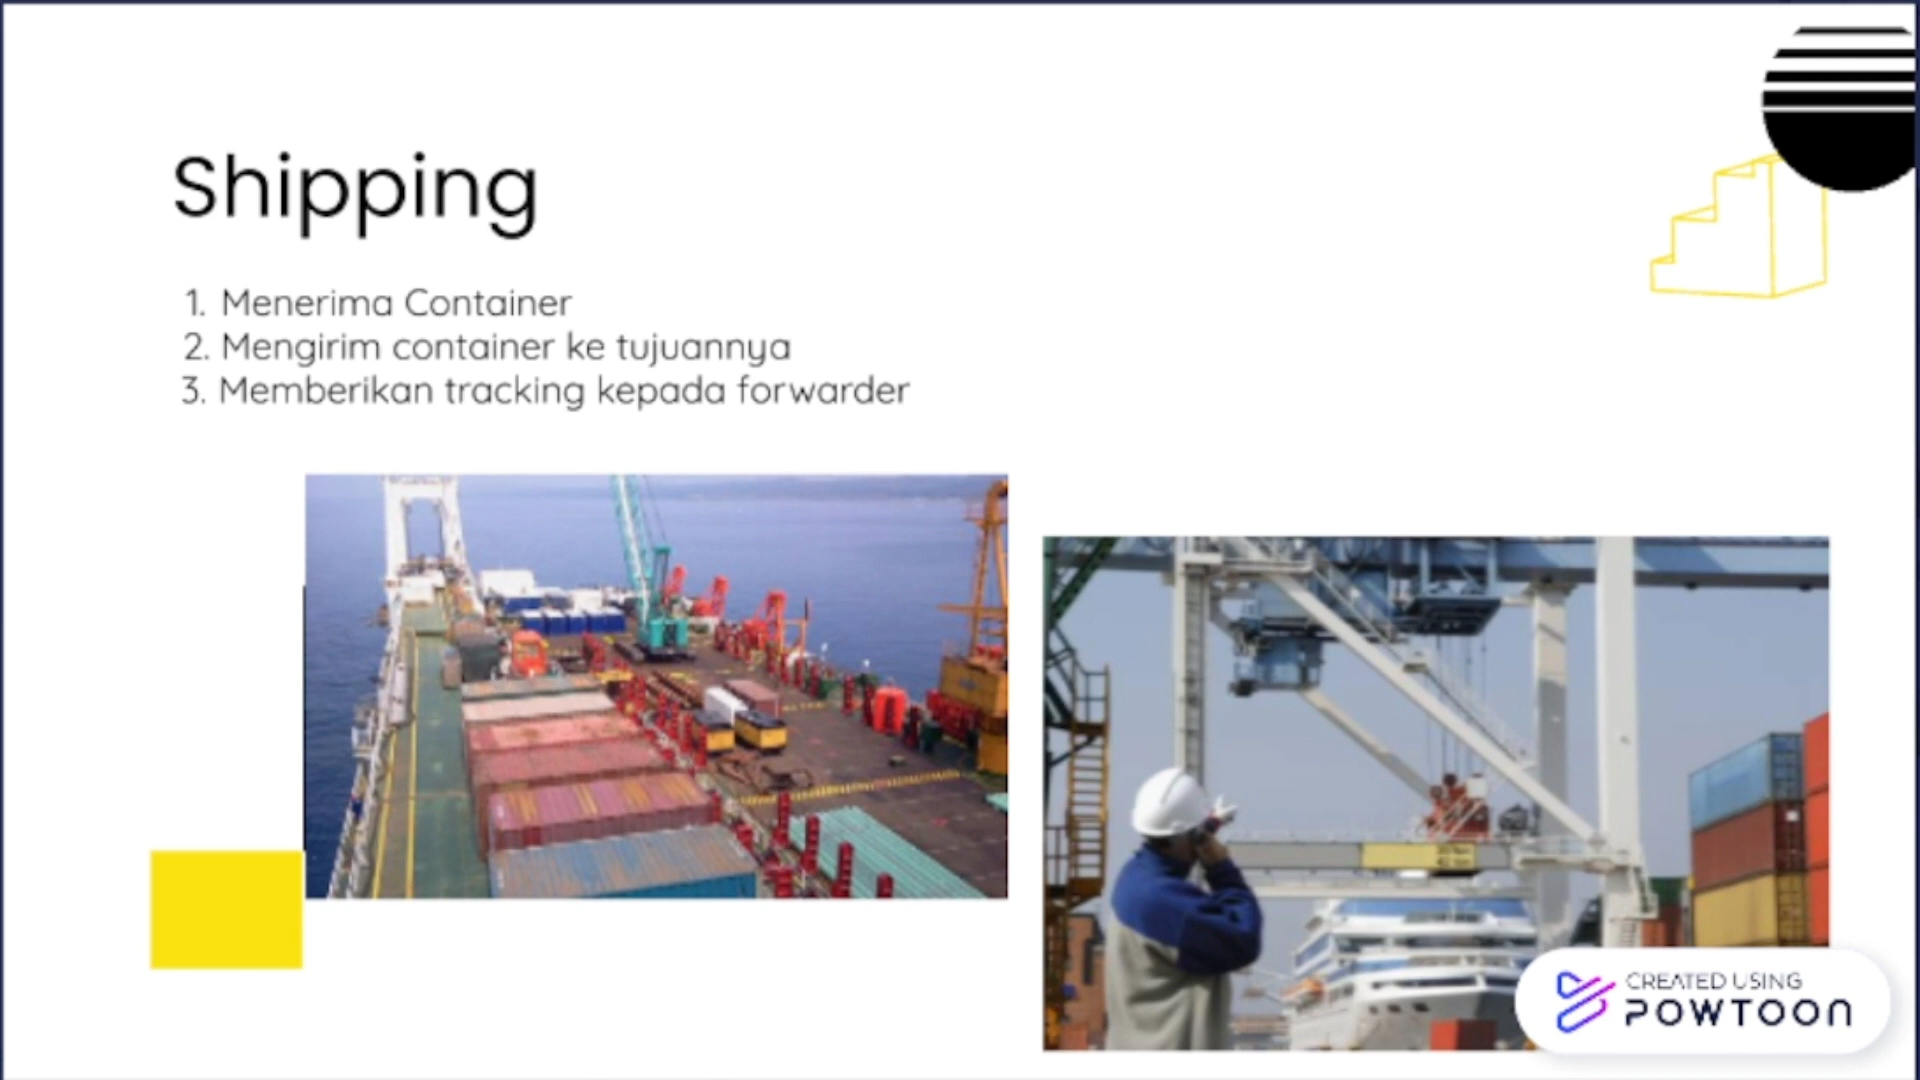 Shipping
1. Menerima Container
2. Mengirim container ke tujuannya
3. Memberikan tracking kepada forwarder
CREATED USING
POWTOON